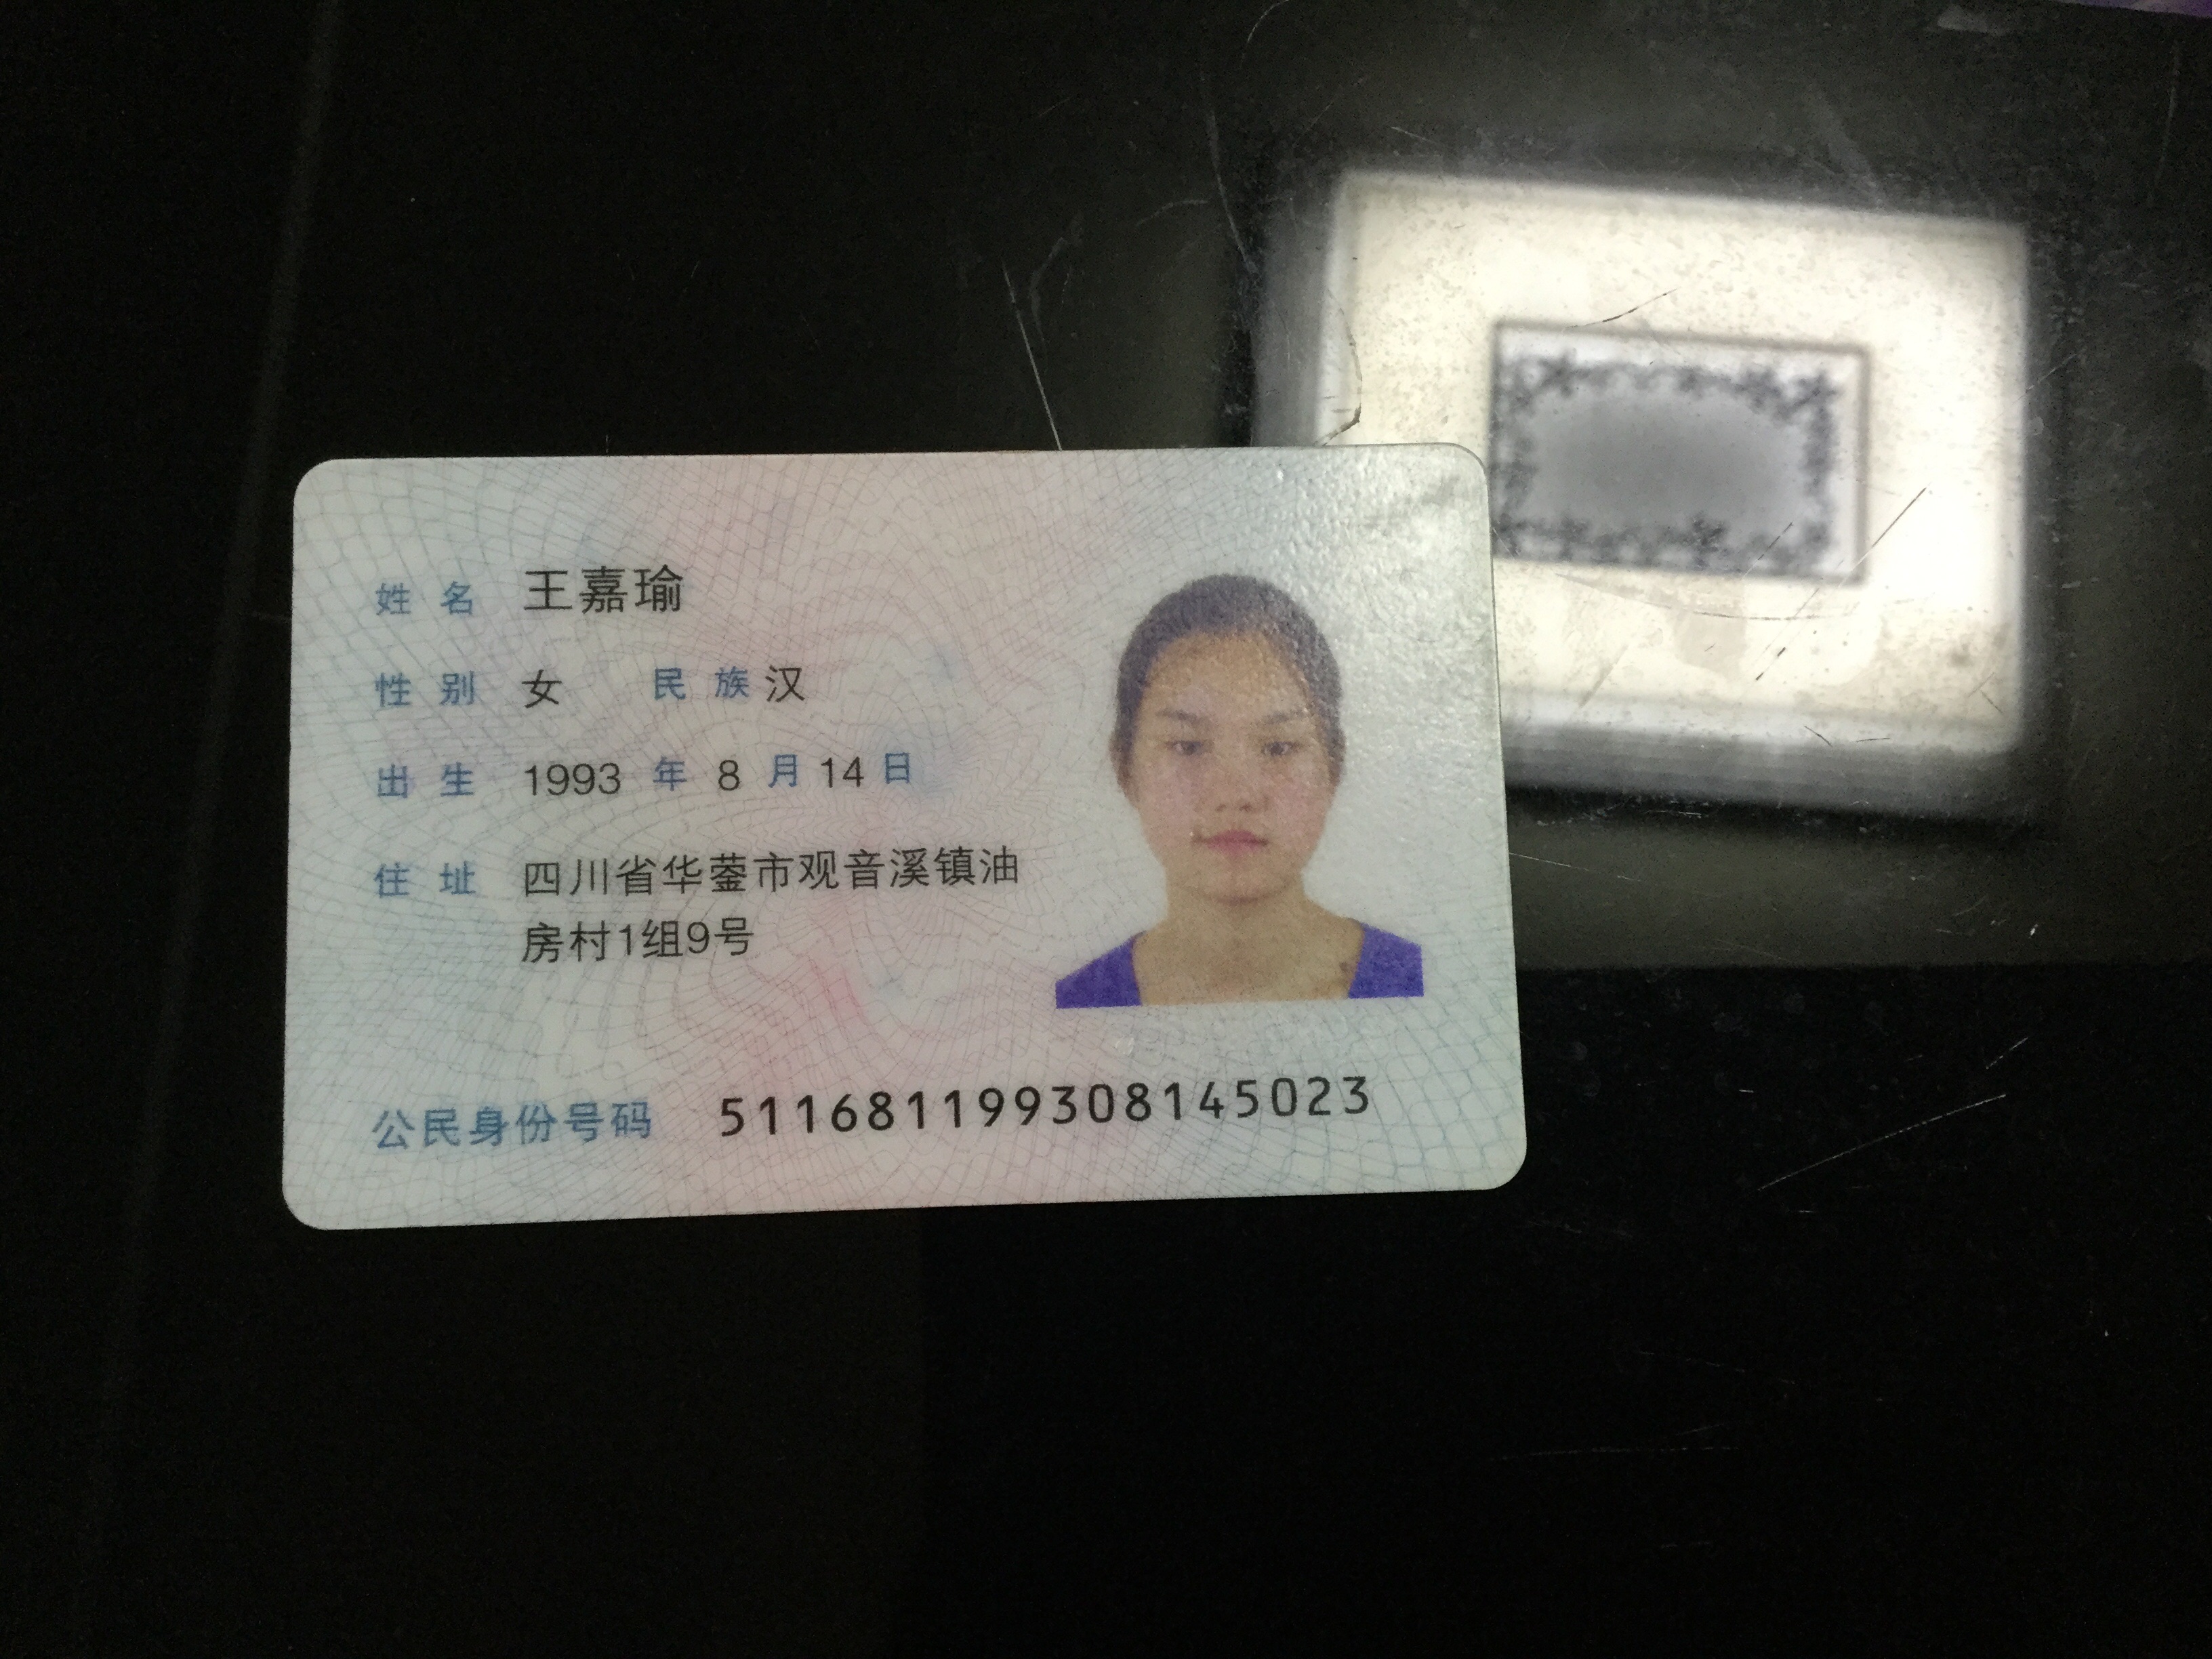 姓名 王嘉瑜
性别 女 民族 汉
出生 1993 年 8 月 14 日
住址 四川省华蓥市观音溪镇油
房村1组9号
公民身份号码 511681199308145023